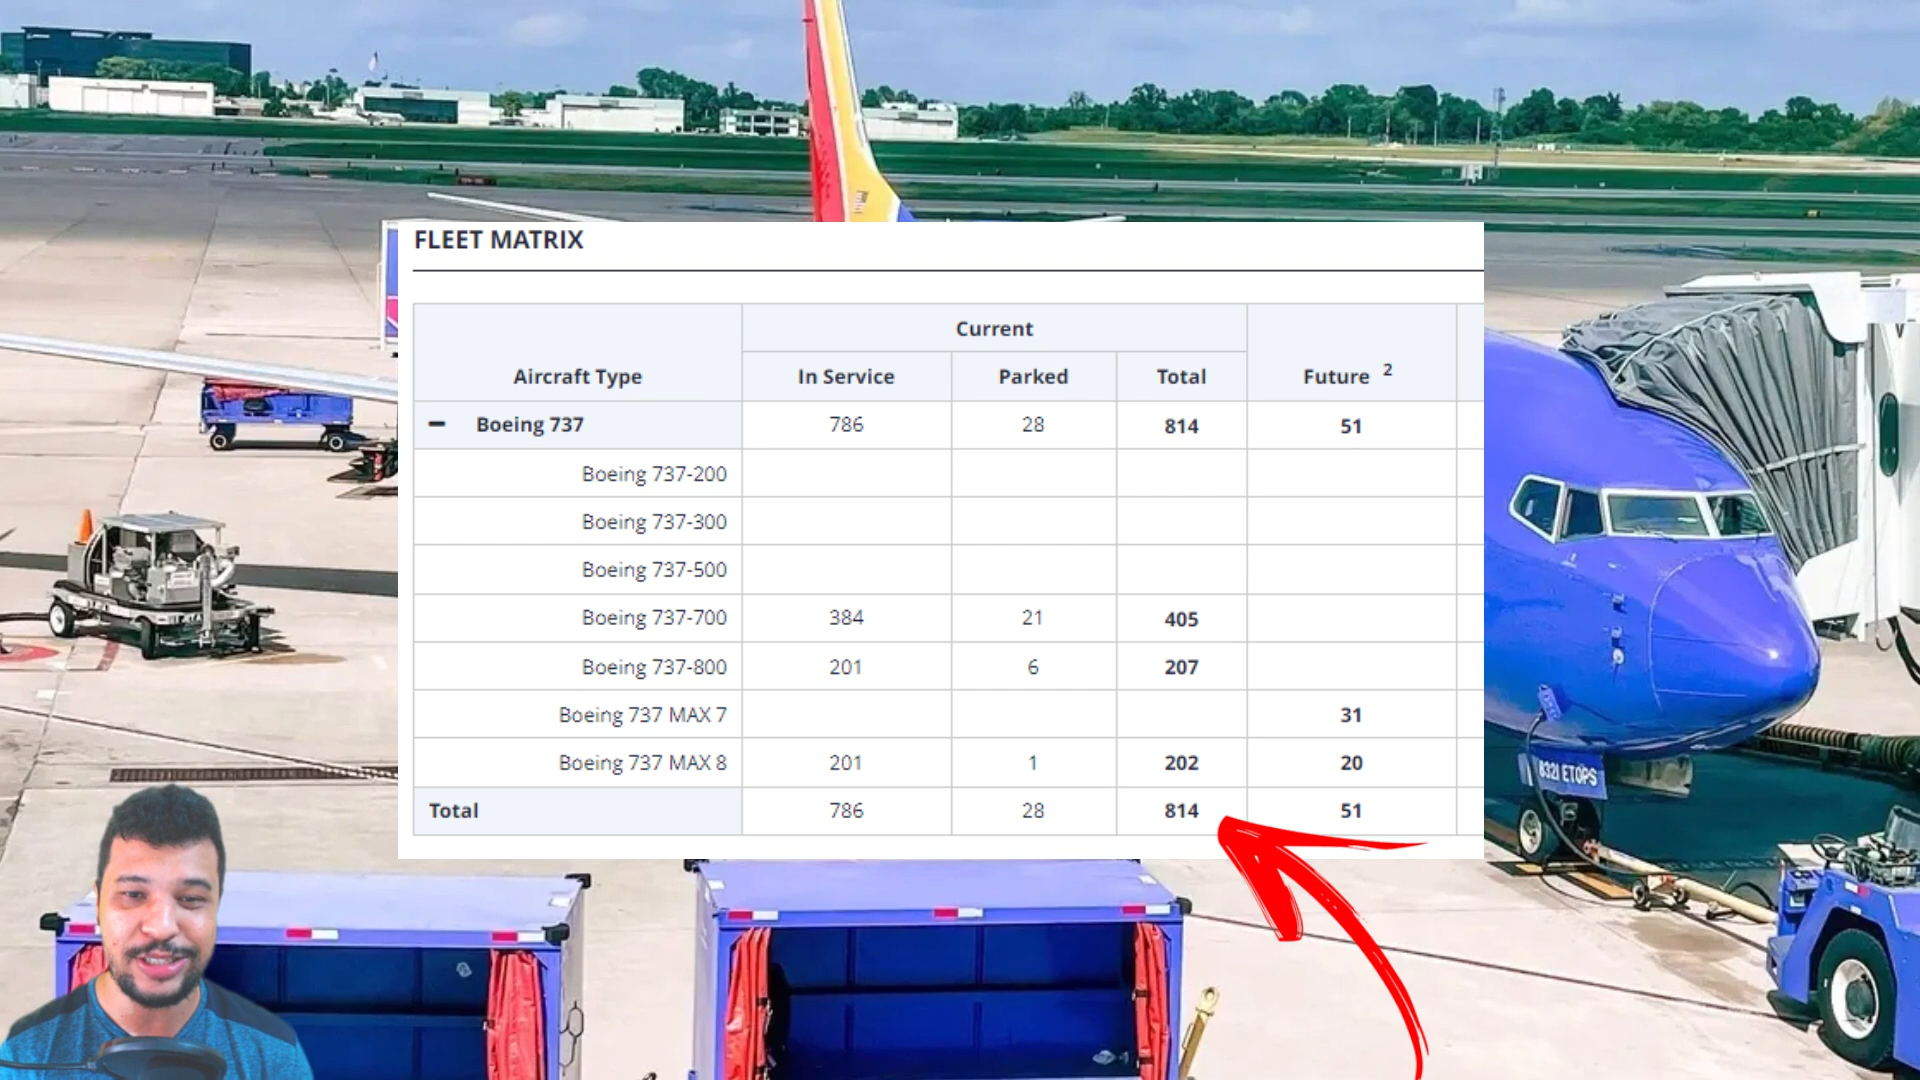 FLEET MATRIX
Current
Aircraft Type In Service Parked Total Future 2
− Boeing 737 786 28 814 51
Boeing 737-200
Boeing 737-300
Boeing 737-500
Boeing 737-700 384 21 405
Boeing 737-800 201 6 207
Boeing 737 MAX 7 31
Boeing 737 MAX 8 201 1 202 20
Total 786 28 814 51
8321 ETOPS